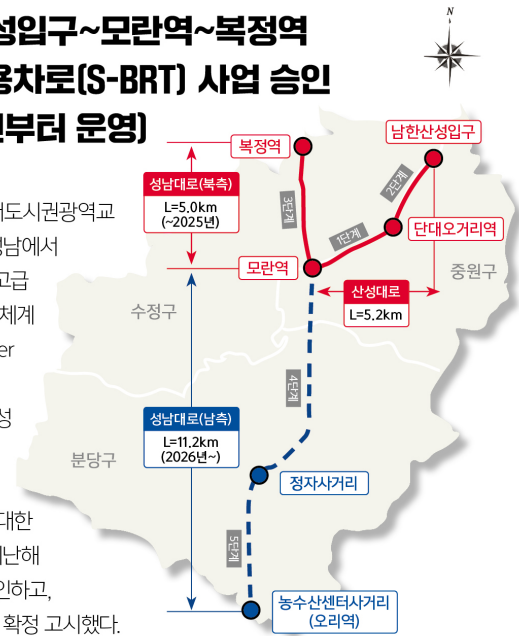 성입구~모란역~복정역
용차로(S-BRT) 사업 승인
부터 운영)
N
남한산성입구
복정역
성남대로(북측)
L=5.0km
(~2025년)
3단계
2단계
1단계
단대오거리역
모란역
중원구
산성대로
L=5.2km
수정구
대도시권광역교
성남에서
고급
체계
er
성
4단계
성남대로(남측)
L=11.2km
(2026년~)
분당구
정자사거리
5단계
대한
지난해
인하고,
확정 고시했다.
농수산센터사거리
(오리역)